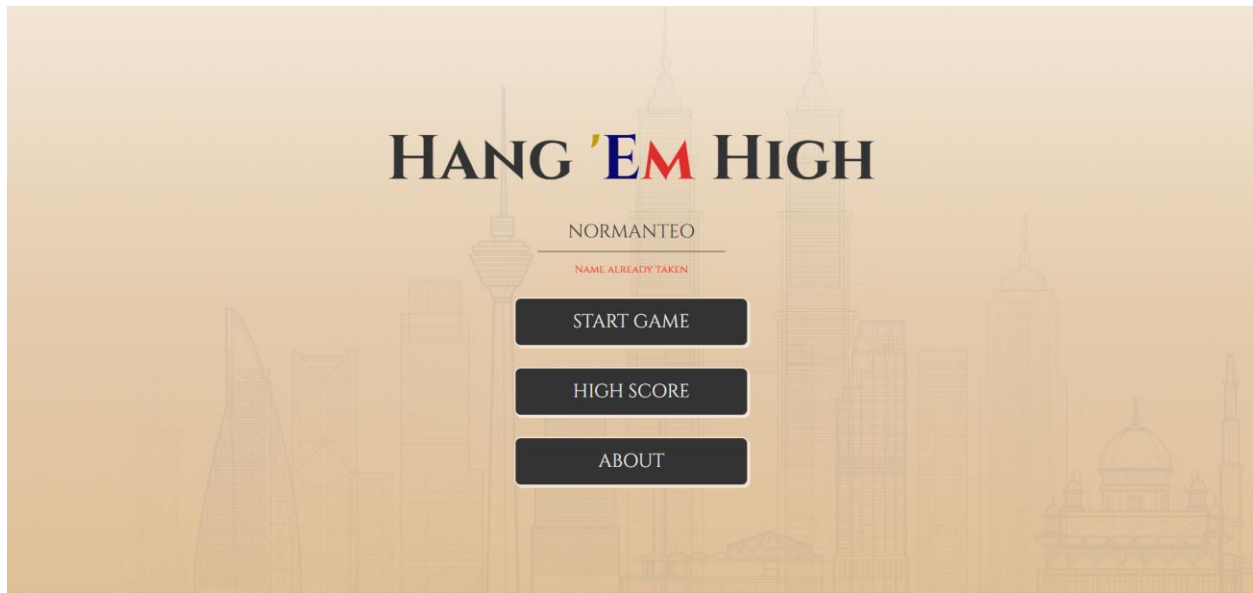 Hang 'Em High
NORMANTEO
Name already taken
START GAME
HIGH SCORE
ABOUT